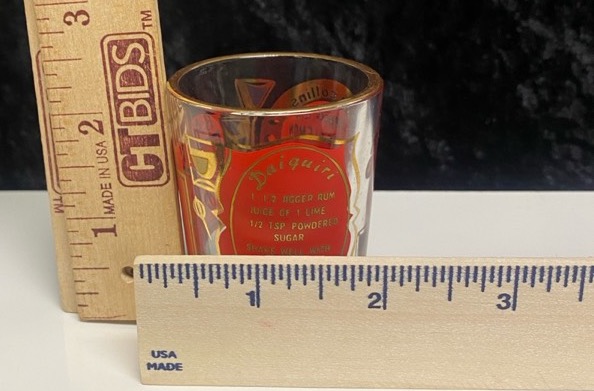 3
CTBIDS
2
MADE IN USA
TM
1
Daiquiri
1 1/2 JIGGER RUM
JUICE OF 1 LIME
1/2 TSP POWDERED
SUGAR
SHAKE WELL WITH
Collins
1 2 3
USA
MADE